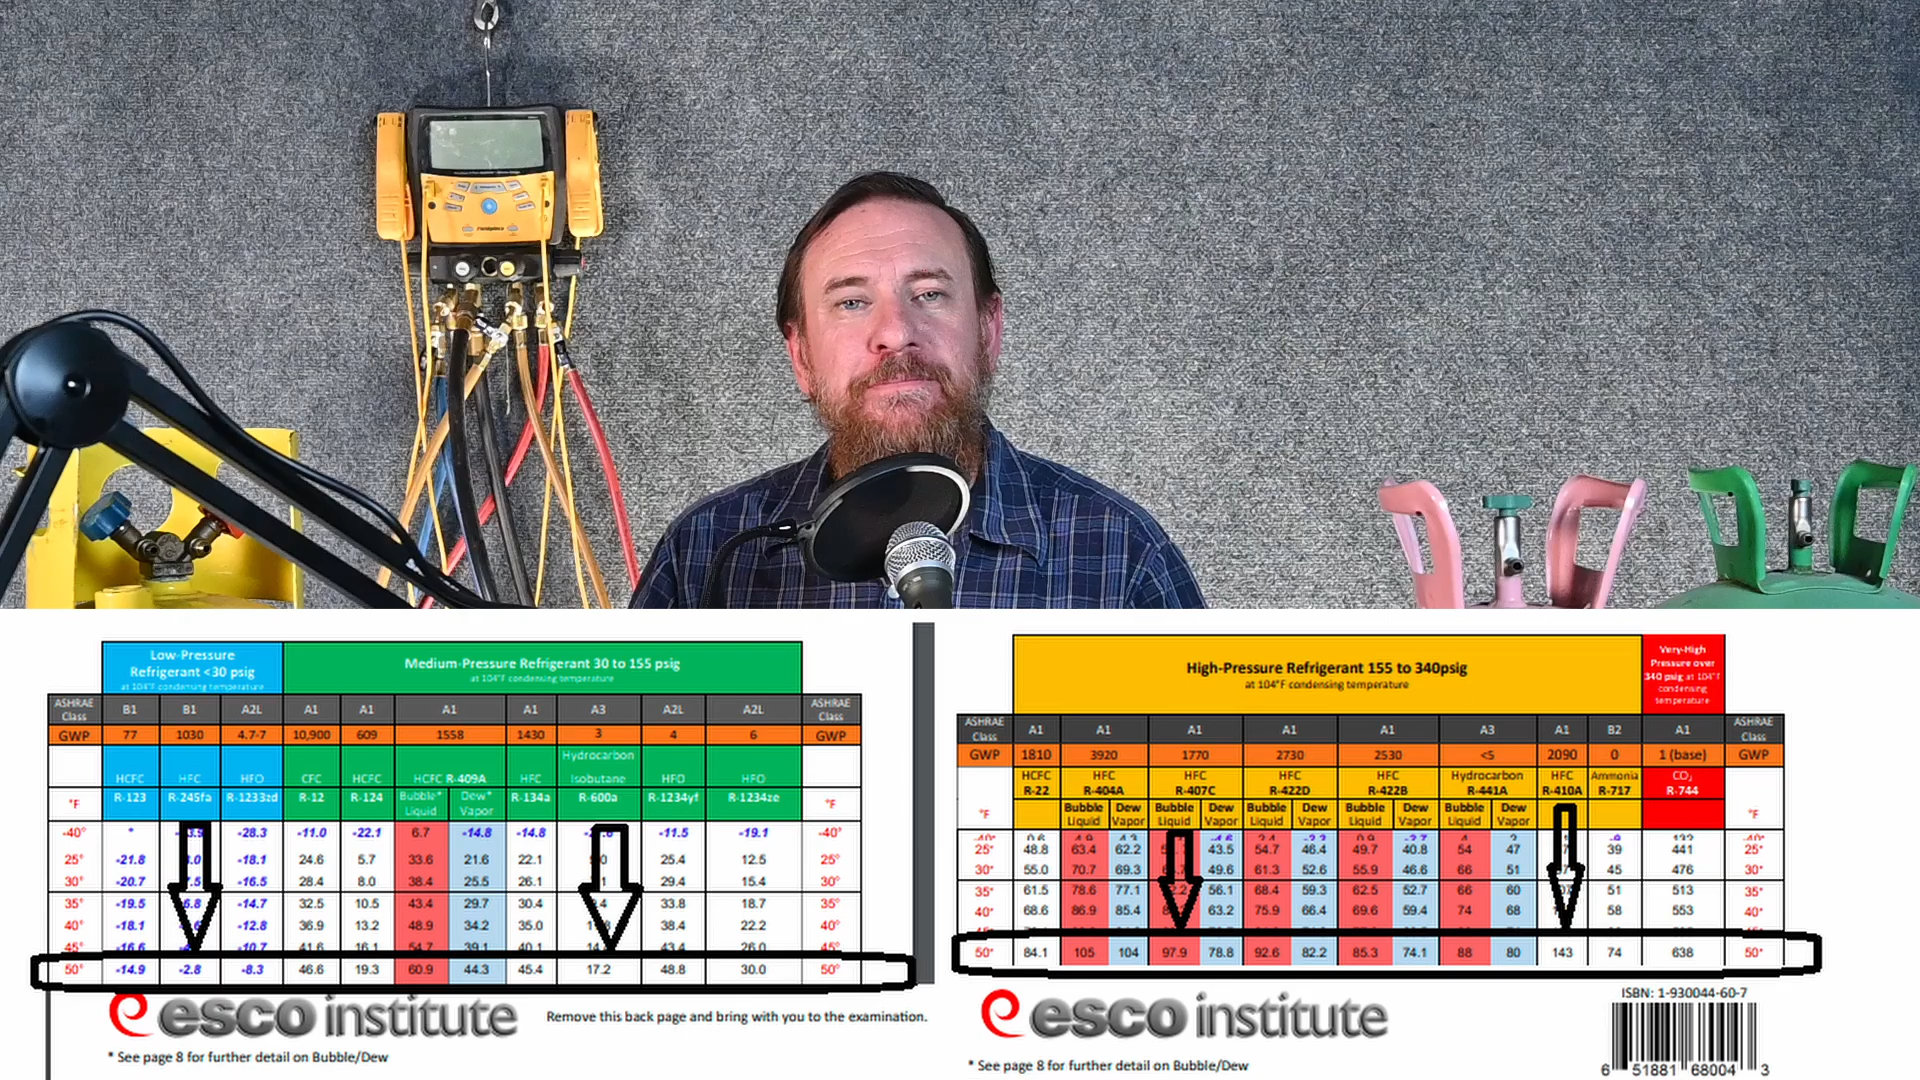 Low-Pressure
Refrigerant <30 psig
at 104°F condensing temperature
Medium-Pressure Refrigerant 30 to 155 psig
at 104°F condensing temperature
ASHRAE Class B1 B1 A2L A1 A1 A1 A1 A3 A2L A2L ASHRAE Class
GWP 77 1030 4.7-7 10,900 609 1558 1430 3 4 6 GWP
HCFC HFC HFO CFC HCFC HCFC R-409A HFC Hydrocarbon Isobutane HFO HFO
°F R-123 R-245fa R-1233zd R-12 R-124 Bubble* Liquid Dew* Vapor R-134a R-600a R-1234yf R-1234ze °F
-40° * -28.3 -11.0 -22.1 6.7 -14.8 -14.8 -11.5 -19.1 -40°
25° -21.8 -18.1 24.6 5.7 33.6 21.6 22.1 25.4 12.5 25°
30° -20.7 -16.5 28.4 8.0 38.4 25.5 26.1 29.4 15.4 30°
35° -19.5 -14.7 32.5 10.5 43.4 29.7 30.4 33.8 18.7 35°
40° -18.1 -12.8 36.9 13.2 48.9 34.2 35.0 38.4 22.2 40°
45° -16.6 -10.7 41.6 16.1 54.7 39.1 40.1 43.4 26.0 45°
50° -14.9 -2.8 -8.3 46.6 19.3 60.9 44.3 45.4 17.2 48.8 30.0 50°
esco institute
Remove this back page and bring with you to the examination.
* See page 8 for further detail on Bubble/Dew
High-Pressure Refrigerant 155 to 340psig
at 104°F condensing temperature
Very-High
Pressure over
340 psig at 104°F
condensing
temperature
ASHRAE Class A1 A1 A1 A1 A1 A3 A1 B2 A1 ASHRAE Class
GWP 1810 3920 1770 2730 2530 <5 2090 0 1 (base) GWP
HCFC HFC HFC HFC HFC Hydrocarbon HFC Ammonia CO₂
R-22 R-404A R-407C R-422D R-422B R-441A R-410A R-717 R-744
°F Bubble Liquid Dew Vapor Bubble Liquid Dew Vapor Bubble Liquid Dew Vapor Bubble Liquid Dew Vapor Bubble Liquid Dew Vapor °F
25° 48.8 63.4 62.2 43.5 54.7 46.4 49.7 40.8 54 47 39 441 25°
30° 55.0 70.7 69.3 49.6 61.3 52.6 55.9 46.6 66 51 45 476 30°
35° 61.5 78.6 77.1 56.1 68.4 59.3 62.5 52.7 66 60 51 513 35°
40° 68.6 86.9 85.4 63.2 75.9 66.4 69.6 59.4 74 68 58 553 40°
50° 84.1 105 104 97.9 78.8 92.6 82.2 85.3 74.1 88 80 143 74 638 50°
esco institute
* See page 8 for further detail on Bubble/Dew
ISBN: 1-930044-60-7
6 51881 68004 3